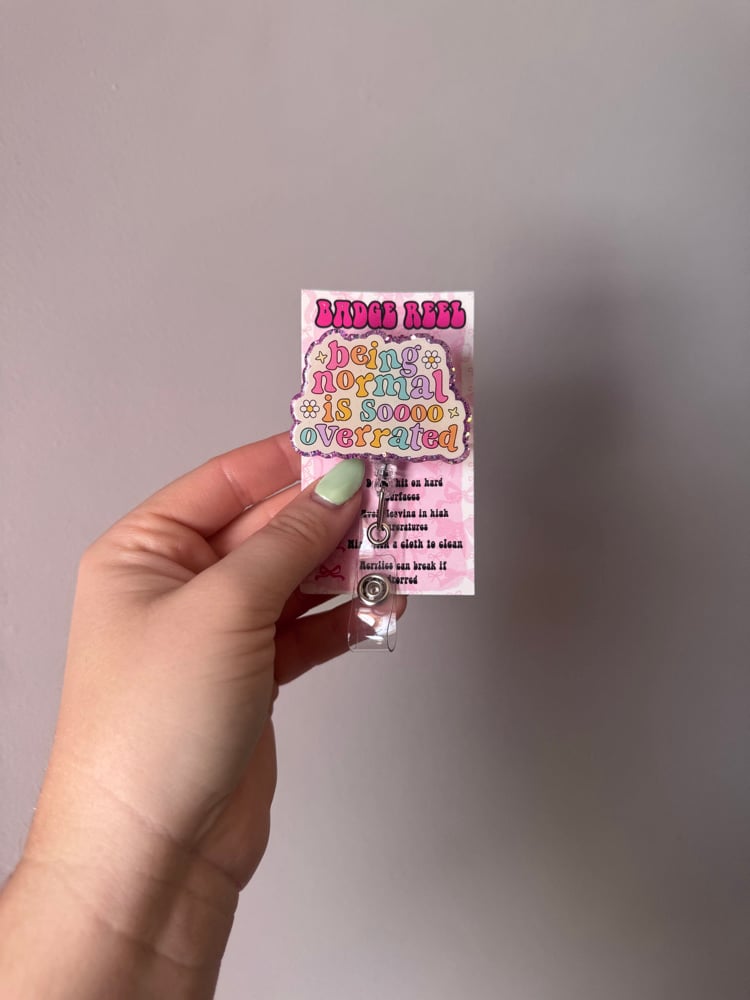 BADGE REEL
being
normal
is soooo
overrated
hit on hard
surfaces
leaving in high
a cloth to clean
Acrylics can break if